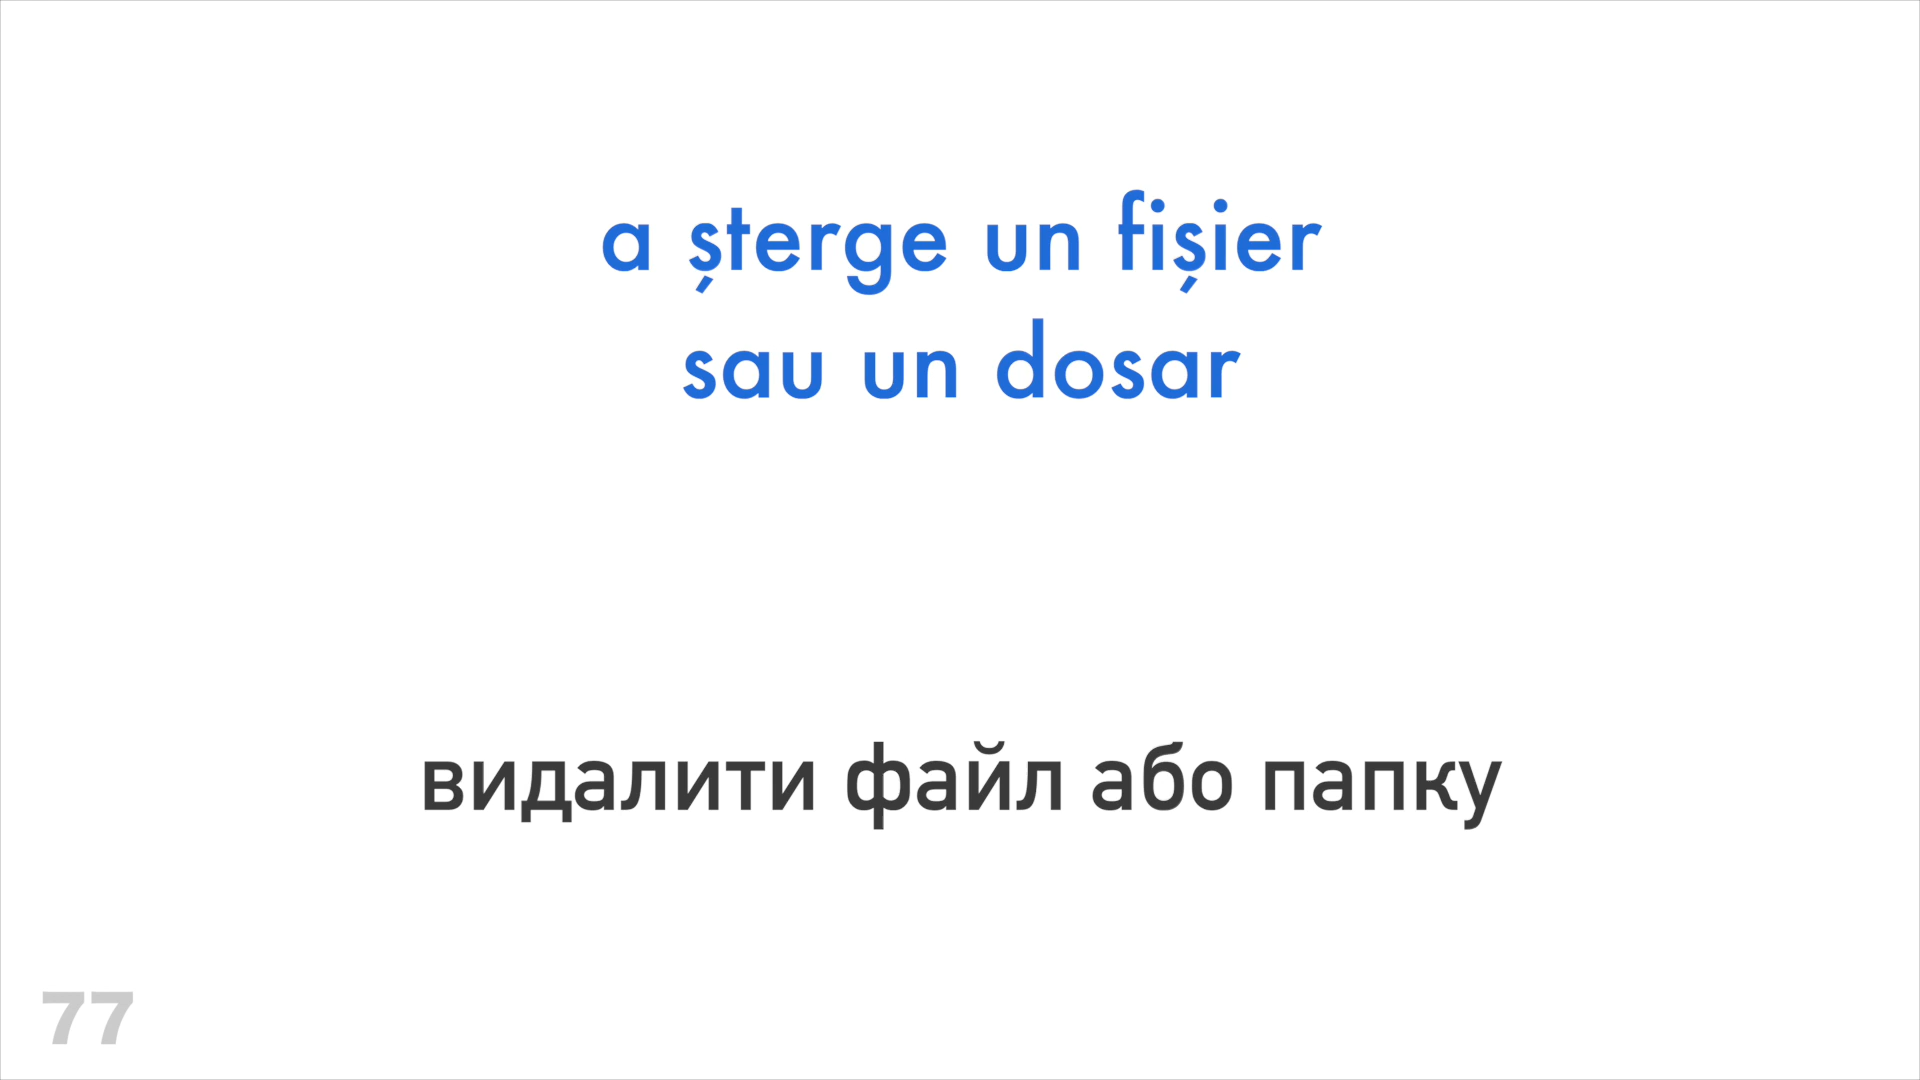 a șterge un fișier
sau un dosar
видалити файл або папку
77